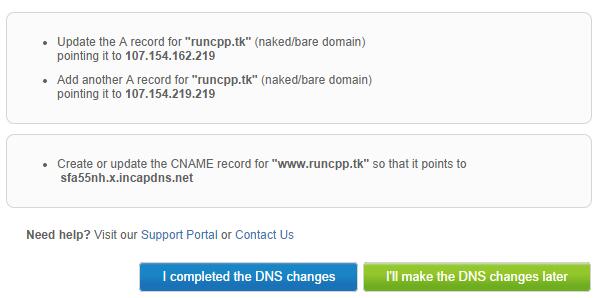 • Update the A record for "runcpp.tk" (naked/bare domain)
pointing it to 107.154.162.219
• Add another A record for "runcpp.tk" (naked/bare domain)
pointing it to 107.154.219.219
• Create or update the CNAME record for "www.runcpp.tk" so that it points to
sfa55nh.x.incapdns.net
Need help? Visit our Support Portal or Contact Us
I completed the DNS changes
I'll make the DNS changes later